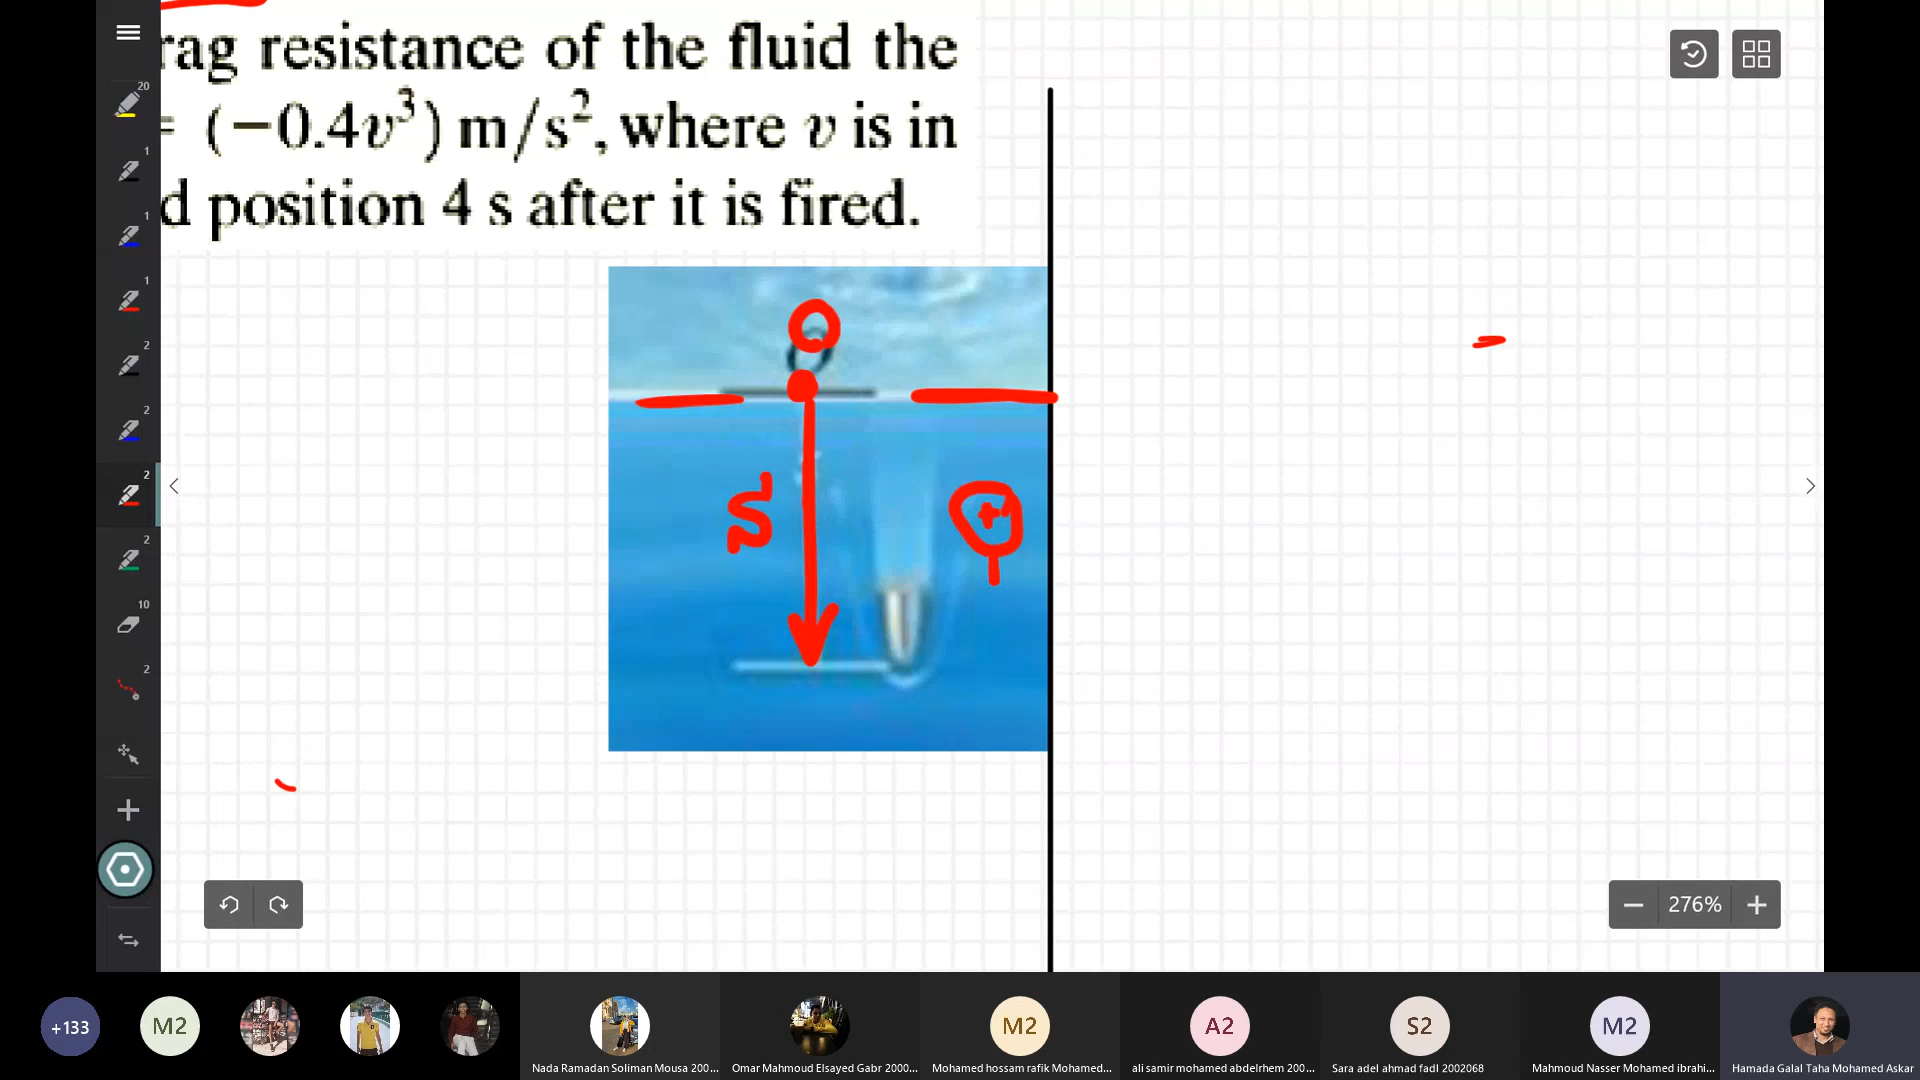 rag resistance of the fluid the
= (−0.4v³) m/s², where v is in
d position 4 s after it is fired.
O
S
+
20
1
1
1
2
2
2
2
10
2
276%
+133
M2
M2
A2
S2
M2
Nada Ramadan Soliman Mousa 200...
Omar Mahmoud Elsayed Gabr 2000...
Mohamed hossam rafik Mohamed...
ali samir mohamed abdelrhem 200...
Sara adel ahmad fadl 2002068
Mahmoud Nasser Mohamed ibrahi...
Hamada Galal Taha Mohamed Askar